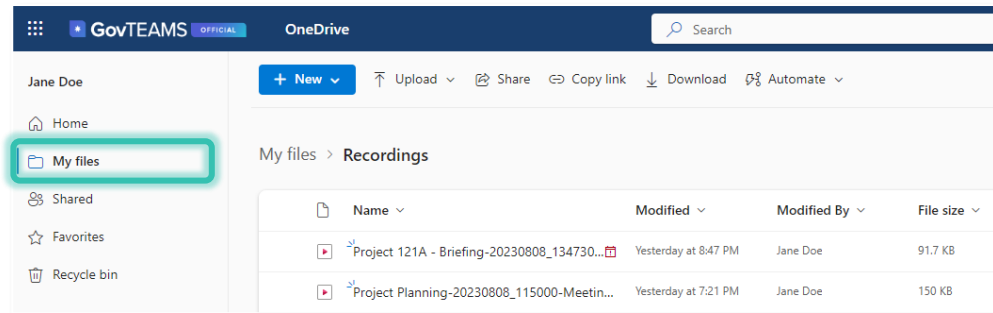 GovTEAMS OFFICIAL OneDrive Search
Jane Doe
+ New Upload Share Copy link Download Automate
Home
My files
My files > Recordings
Shared
Name Modified Modified By File size
Favorites
Project 121A - Briefing-20230808_134730... Yesterday at 8:47 PM Jane Doe 91.7 KB
Recycle bin
Project Planning-20230808_115000-Meetin... Yesterday at 7:21 PM Jane Doe 150 KB